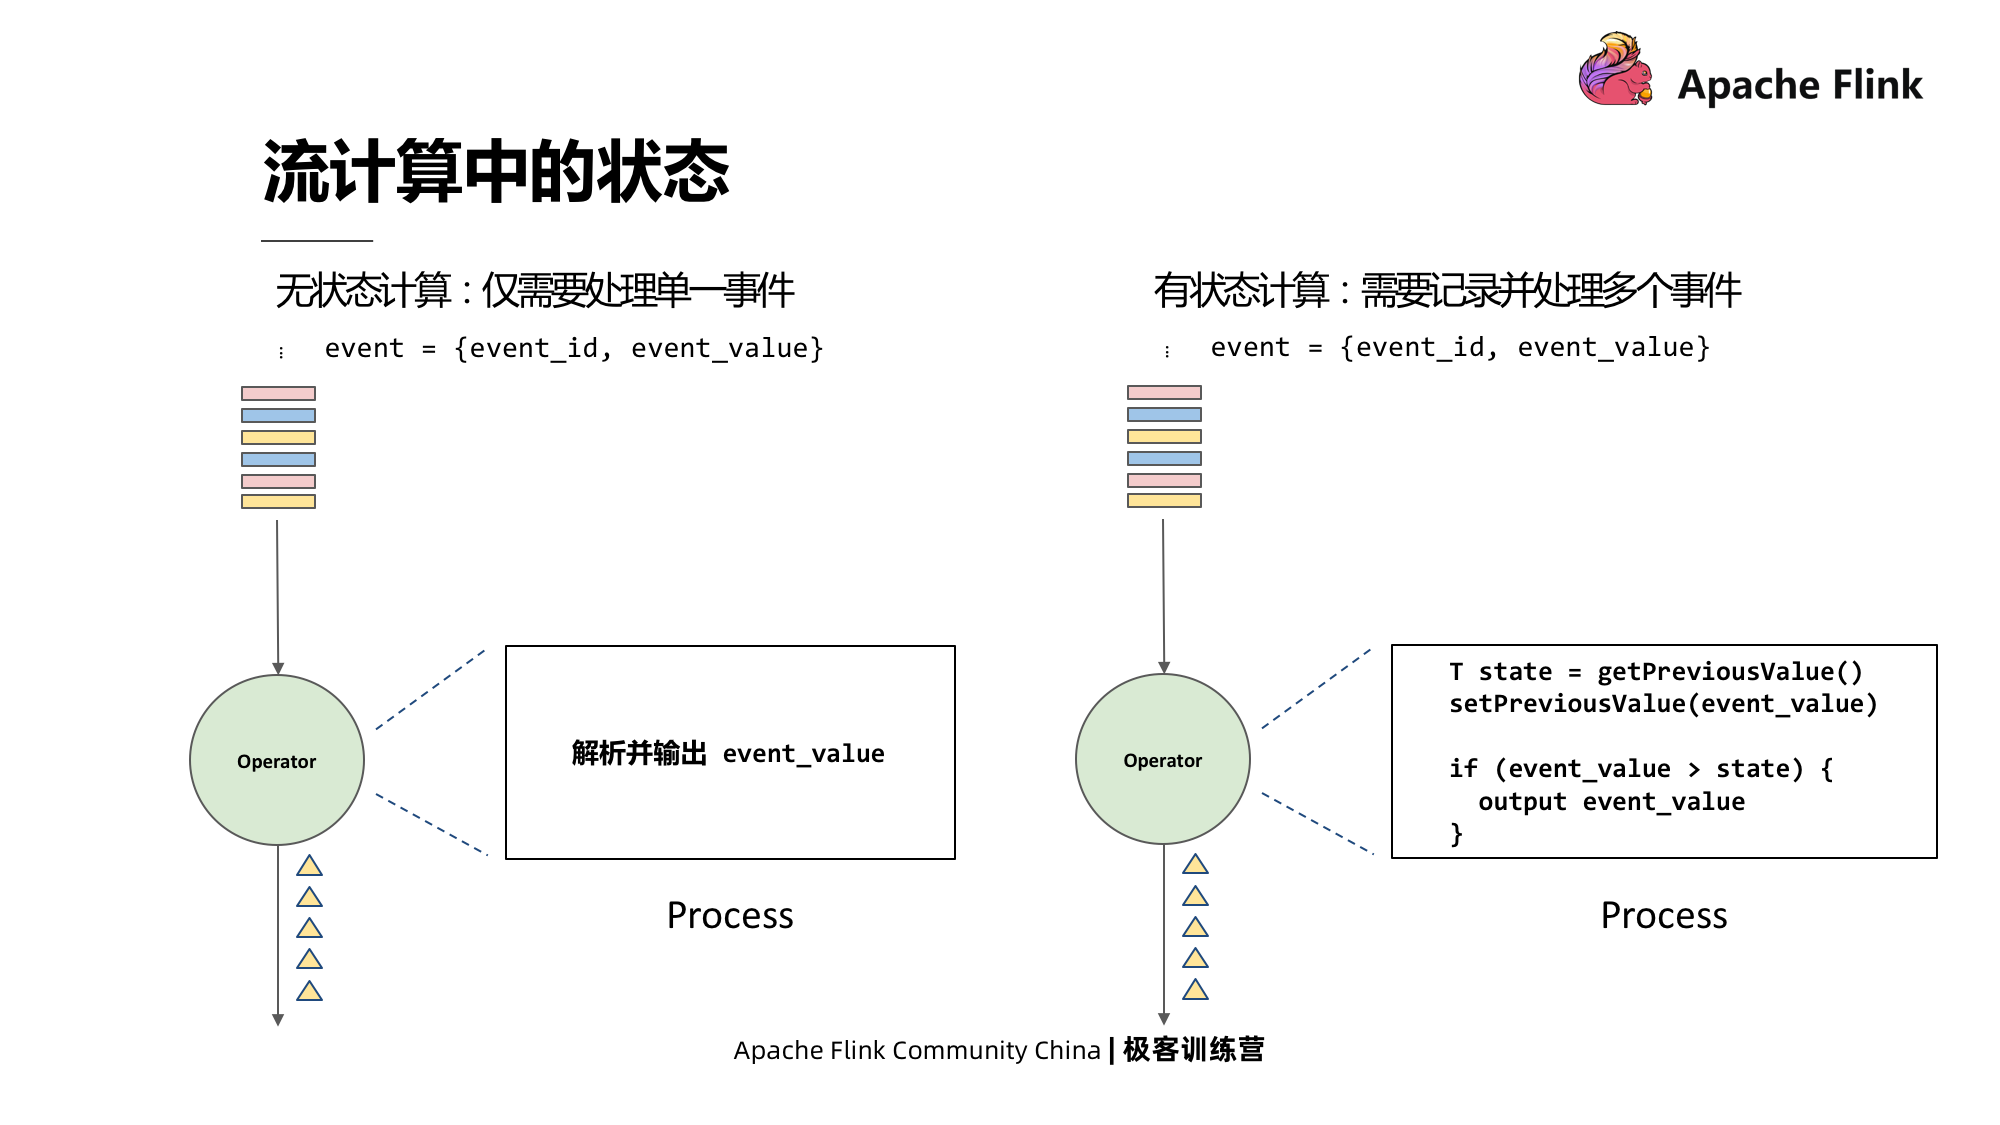 Apache Flink
流计算中的状态
无状态计算：仅需要处理单一事件
event = {event_id, event_value}
Operator
解析并输出 event_value
Process
有状态计算：需要记录并处理多个事件
event = {event_id, event_value}
Operator
T state = getPreviousValue()
setPreviousValue(event_value)
if (event_value > state) {
  output event_value
}
Process
Apache Flink Community China | 极客训练营